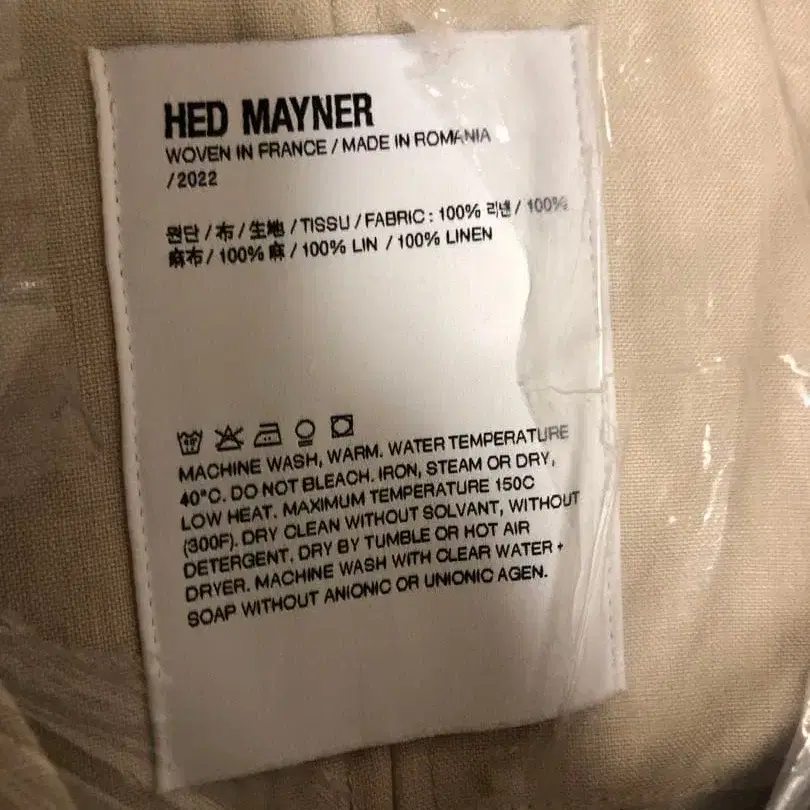 HED MAYNER
WOVEN IN FRANCE / MADE IN ROMANIA
/ 2022
원단 / 布 / 生地 / TISSU / FABRIC : 100% 리넨 / 100%
麻布 / 100% 麻 / 100% LIN / 100% LINEN
MACHINE WASH, WARM. WATER TEMPERATURE
40°C. DO NOT BLEACH. IRON, STEAM OR DRY,
LOW HEAT. MAXIMUM TEMPERATURE 150C
(300F). DRY CLEAN WITHOUT SOLVANT, WITHOUT
DETERGENT. DRY BY TUMBLE OR HOT AIR
DRYER. MACHINE WASH WITH CLEAR WATER +
SOAP WITHOUT ANIONIC OR UNIONIC AGEN.